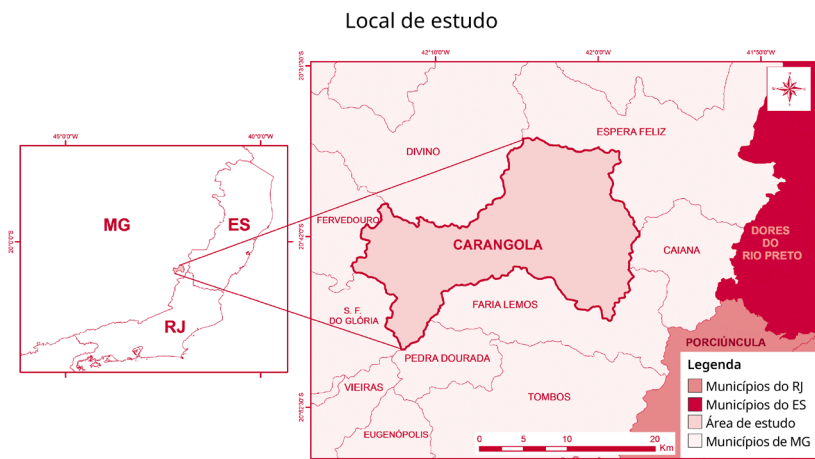 Local de estudo
45°0'0"W
40°0'0"W
20°0'0"S
MG
ES
RJ
42°10'0"W
42°0'0"W
41°50'0"W
20°31'30"S
20°42'0"S
20°52'30"S
DIVINO
ESPERA FELIZ
FERVEDOURO
CARANGOLA
CAIANA
DORES
DO
RIO PRETO
S. F.
DO GLÓRIA
FARIA LEMOS
PEDRA DOURADA
PORCIÚNCULA
VIEIRAS
TOMBOS
EUGENÓPOLIS
Legenda
Municípios do RJ
Municípios do ES
Área de estudo
Municípios de MG
0 5 10 20
Km